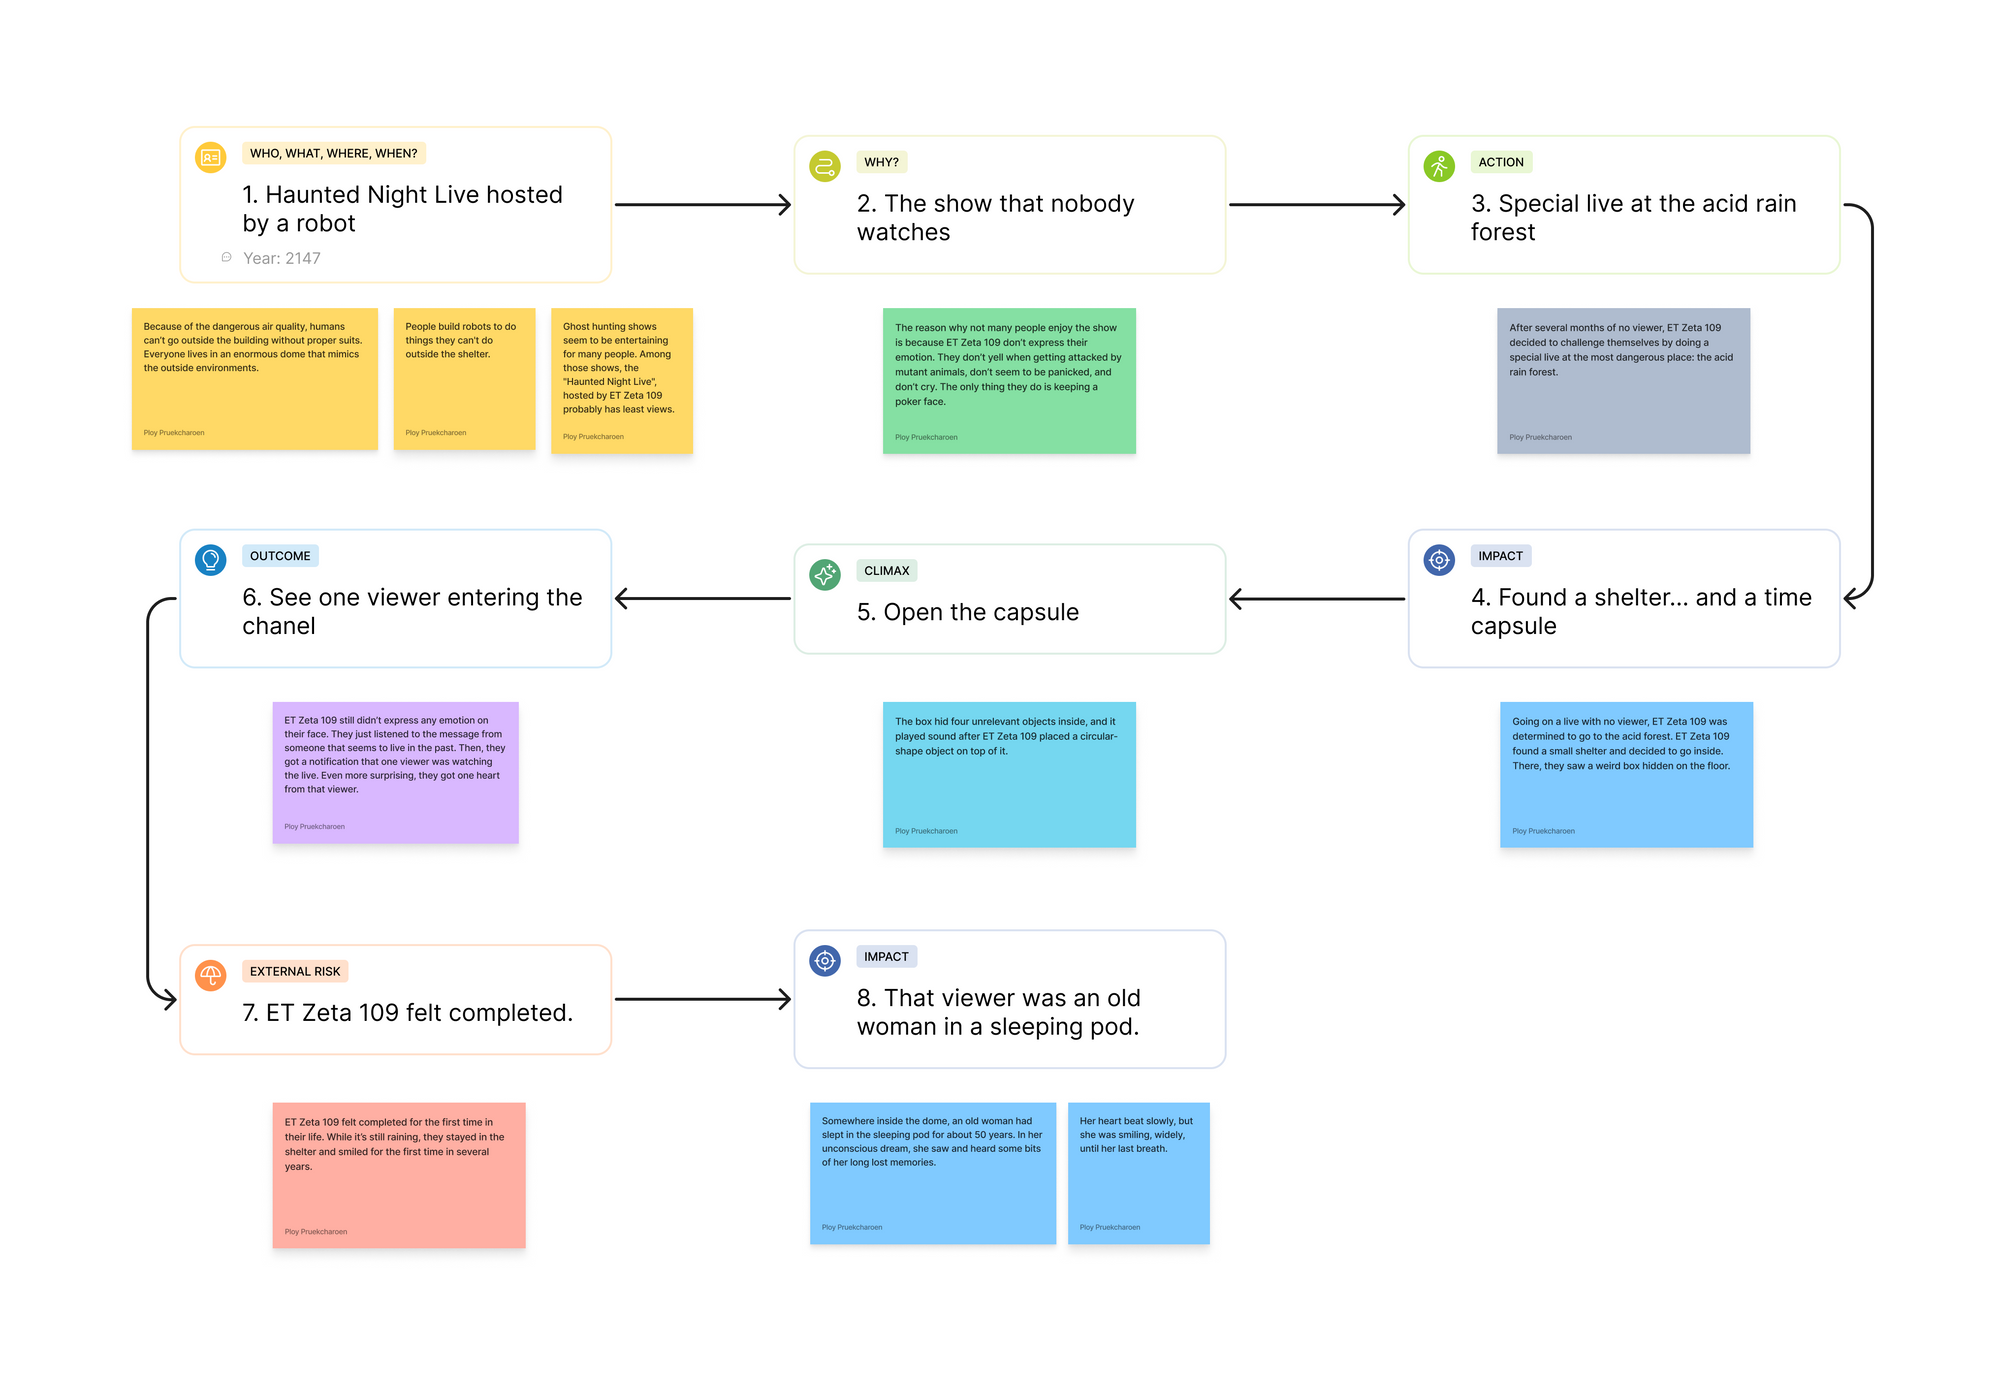 WHO, WHAT, WHERE, WHEN?
1. Haunted Night Live hosted
by a robot
Year: 2147
Because of the dangerous air quality, humans
can't go outside the building without proper suits.
Everyone lives in an enormous dome that mimics
the outside environments.
Ploy Pruekcharoen
People build robots to do
things they can't do
outside the shelter.
Ploy Pruekcharoen
Ghost hunting shows
seem to be entertaining
for many people. Among
those shows, the
"Haunted Night Live",
hosted by ET Zeta 109
probably has least views.
Ploy Pruekcharoen
WHY?
2. The show that nobody
watches
The reason why not many people enjoy the show
is because ET Zeta 109 don't express their
emotion. They don't yell when getting attacked by
mutant animals, don't seem to be panicked, and
don't cry. The only thing they do is keeping a
poker face.
Ploy Pruekcharoen
ACTION
3. Special live at the acid rain
forest
After several months of no viewer, ET Zeta 109
decided to challenge themselves by doing a
special live at the most dangerous place: the acid
rain forest.
Ploy Pruekcharoen
IMPACT
4. Found a shelter... and a time
capsule
Going on a live with no viewer, ET Zeta 109 was
determined to go to the acid forest. ET Zeta 109
found a small shelter and decided to go inside.
There, they saw a weird box hidden on the floor.
Ploy Pruekcharoen
CLIMAX
5. Open the capsule
The box hid four unrelevant objects inside, and it
played sound after ET Zeta 109 placed a circular-
shape object on top of it.
Ploy Pruekcharoen
OUTCOME
6. See one viewer entering the
chanel
ET Zeta 109 still didn't express any emotion on
their face. They just listened to the message from
someone that seems to live in the past. Then, they
got a notification that one viewer was watching
the live. Even more surprising, they got one heart
from that viewer.
Ploy Pruekcharoen
EXTERNAL RISK
7. ET Zeta 109 felt completed.
ET Zeta 109 felt completed for the first time in
their life. While it's still raining, they stayed in the
shelter and smiled for the first time in several
years.
Ploy Pruekcharoen
IMPACT
8. That viewer was an old
woman in a sleeping pod.
Somewhere inside the dome, an old woman had
slept in the sleeping pod for about 50 years. In her
unconscious dream, she saw and heard some bits
of her long lost memories.
Ploy Pruekcharoen
Her heart beat slowly, but
she was smiling, widely,
until her last breath.
Ploy Pruekcharoen